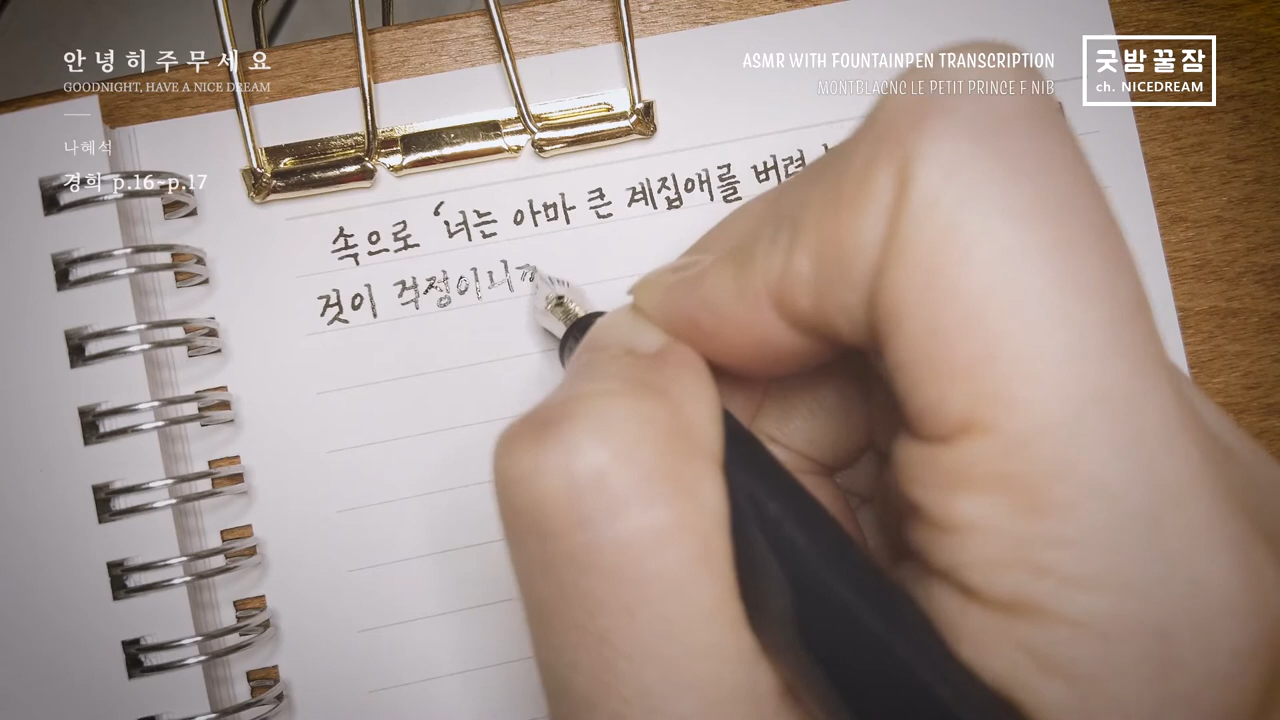 안녕히주무세요
GOODNIGHT, HAVE A NICE DREAM
나혜석
경희 p.16-p.17
ASMR WITH FOUNTAINPEN TRANSCRIPTION
MONTBLACNC LE PETIT PRINCE F NIB
굿밤꿀잠
ch. NICEDREAM
속으로 ‘너는 아마 큰 계집애를 버려
것이 걱정이니